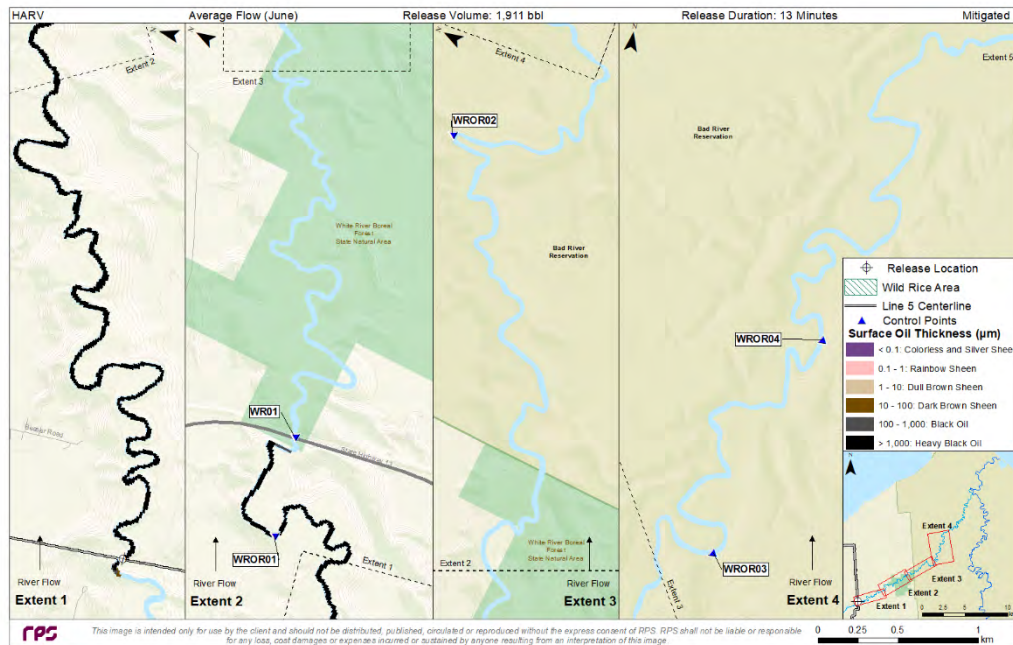 HARV
Average Flow (June)
Release Volume: 1,911 bbl
Release Duration: 13 Minutes
Mitigated
N
Extent 2
River Flow
Extent 1
N
Extent 3
White River Boreal
Forest
State Natural Area
WR01
WROR01
Extent 1
River Flow
Extent 2
N
Extent 4
WROR02
Bad River
Reservation
White River Boreal
Forest
State Natural Area
Extent 2
River Flow
Extent 3
N
Extent 5
Bad River
Reservation
WROR04
WROR03
Extent 3
River Flow
Extent 4
Release Location
Wild Rice Area
Line 5 Centerline
Control Points
Surface Oil Thickness (µm)
< 0.1: Colorless and Silver Shee
0.1 - 1: Rainbow Sheen
1 - 10: Dull Brown Sheen
10 - 100: Dark Brown Sheen
100 - 1,000: Black Oil
> 1,000: Heavy Black Oil
N
Extent 4
Extent 3
Extent 2
Extent 1
0 2.5 5 10
km
rps
This image is intended only for use by the client and should not be distributed, published, circulated or reproduced without the express consent of RPS. RPS shall not be liable or responsible
for any loss, cost damages or expenses incurred or sustained by anyone resulting from an interpretation of this image.
0 0.25 0.5 1
km